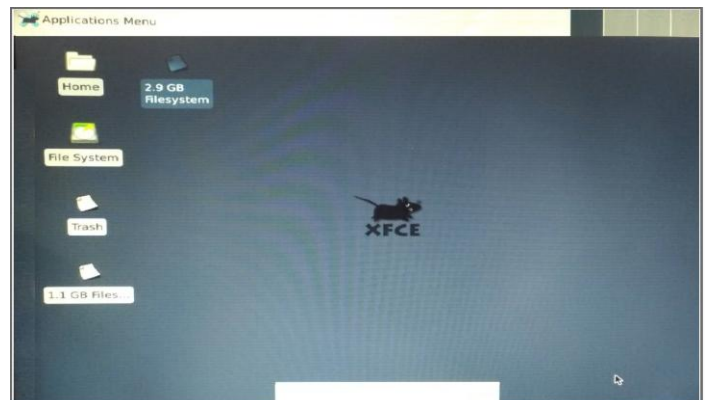 Applications Menu
Home
2.9 GB
Filesystem
File System
Trash
1.1 GB Files...
XFCE